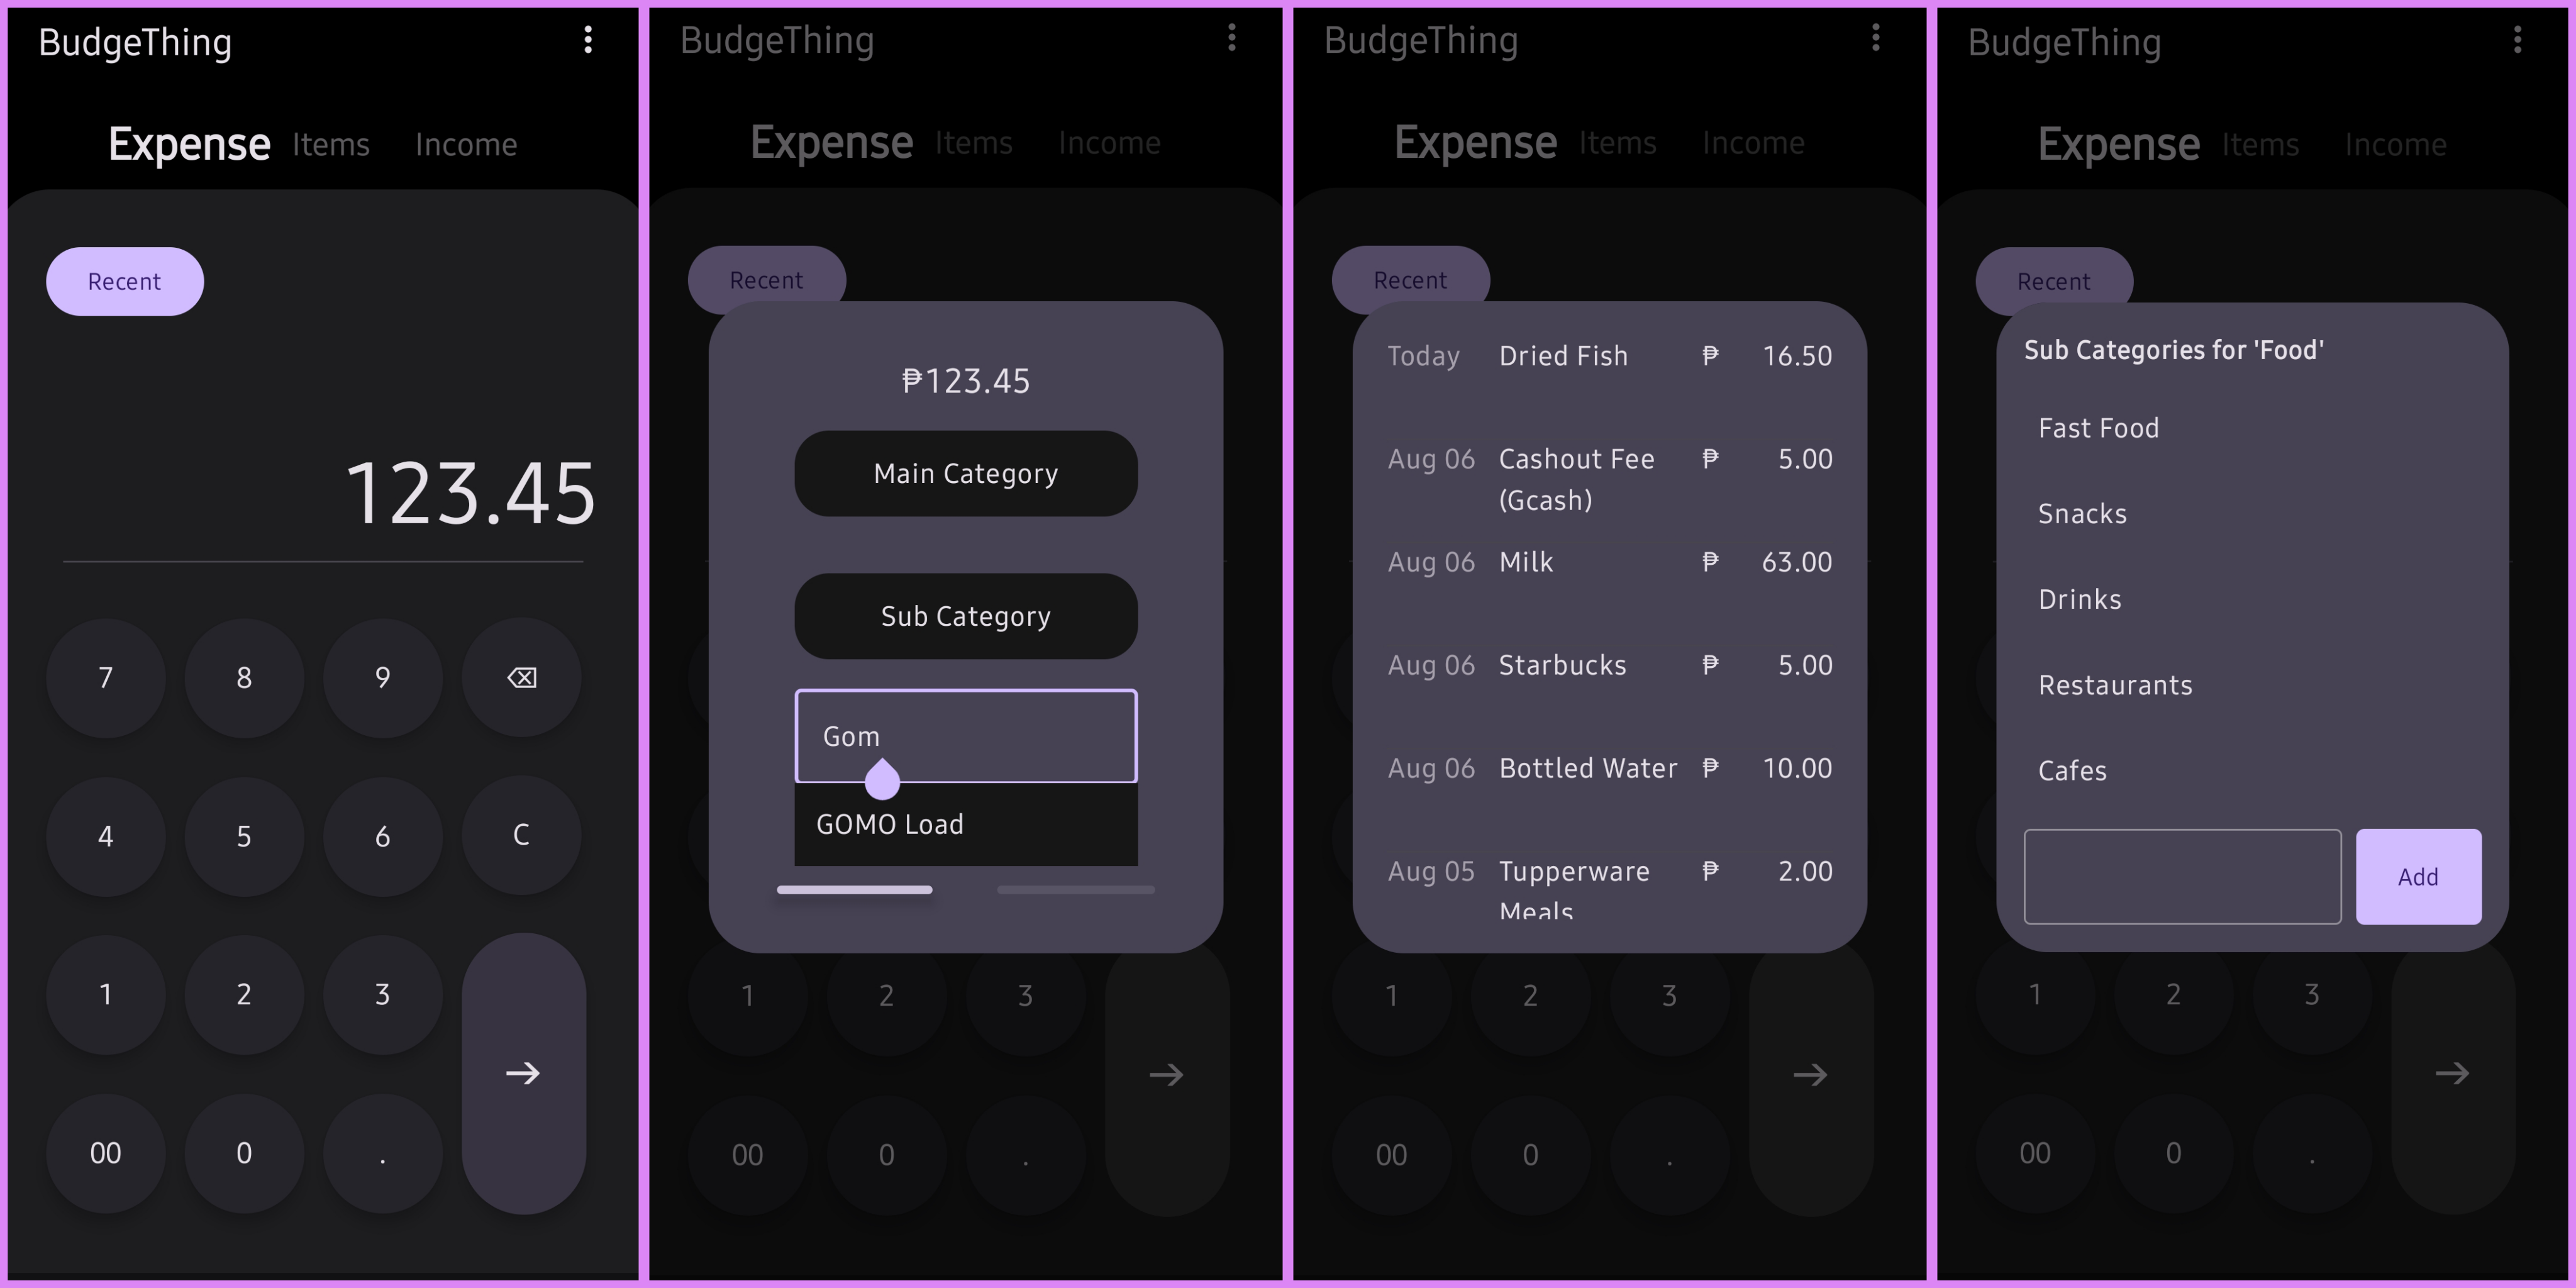 BudgeThing
Expense Items Income
Recent
123.45
7 8 9
4 5 6 C
1 2 3
00 0 .
BudgeThing
Expense Items Income
Recent
₱123.45
Main Category
Sub Category
Gom
GOMO Load
1 2 3
00 0 .
BudgeThing
Expense Items Income
Recent
Today Dried Fish ₱ 16.50
Aug 06 Cashout Fee ₱ 5.00
(Gcash)
Aug 06 Milk ₱ 63.00
Aug 06 Starbucks ₱ 5.00
Aug 06 Bottled Water ₱ 10.00
Aug 05 Tupperware ₱ 2.00
Meals
1 2 3
00 0 .
BudgeThing
Expense Items Income
Recent
Sub Categories for 'Food'
Fast Food
Snacks
Drinks
Restaurants
Cafes
Add
1 2 3
00 0 .